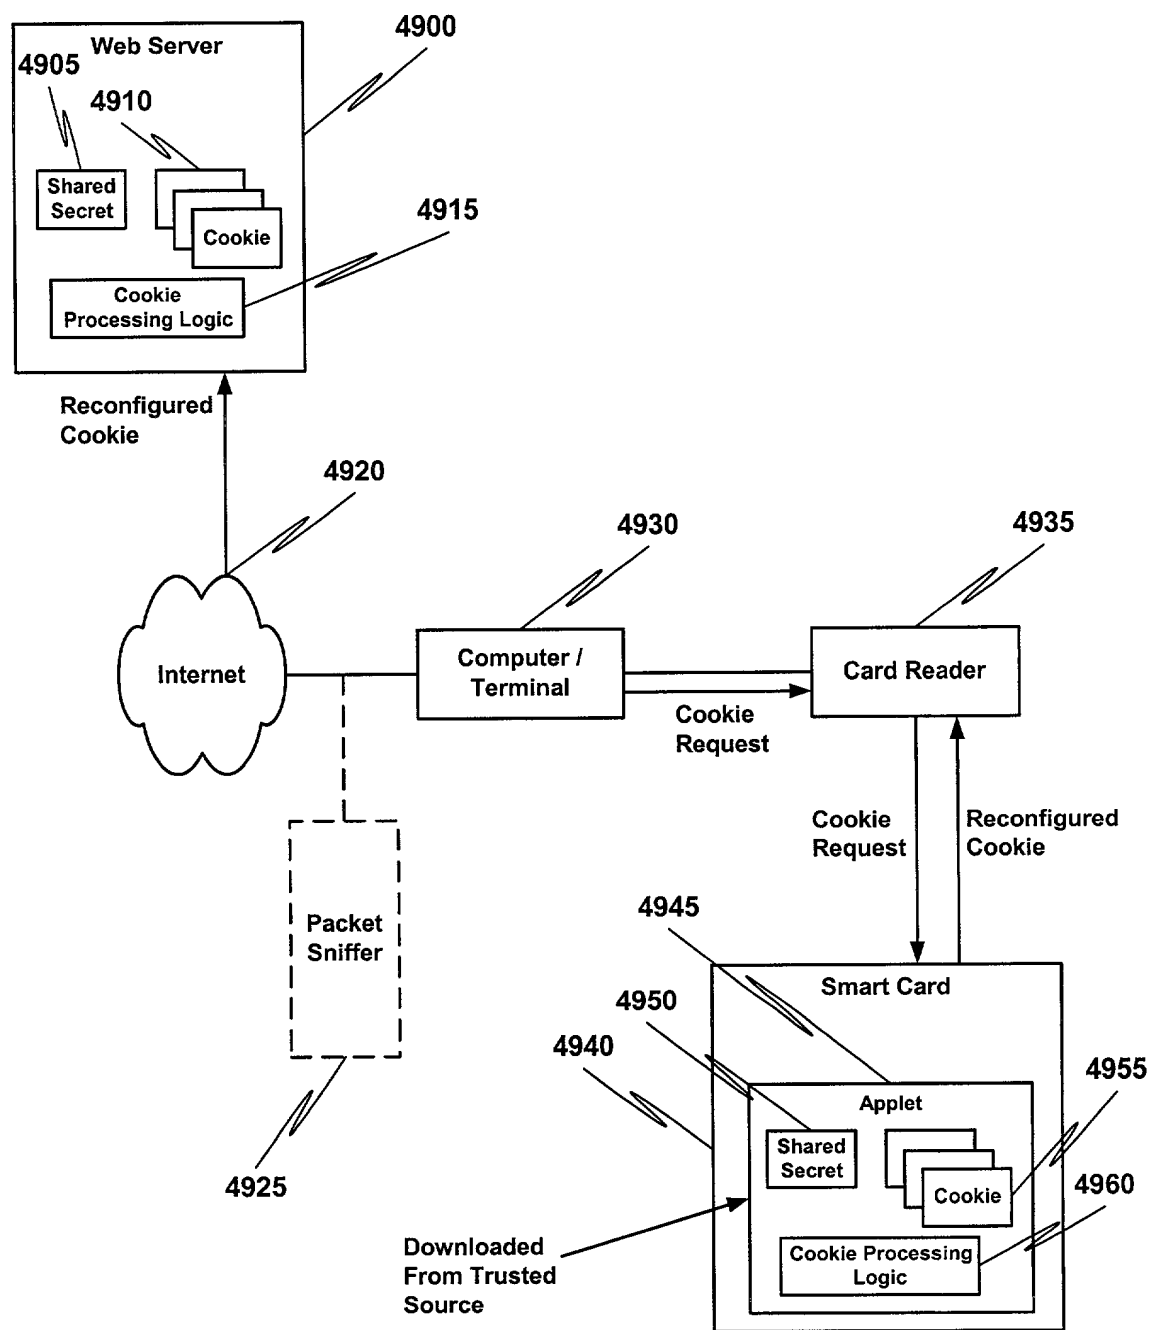 4900
Web Server
4905
4910
Shared
Secret
Cookie
4915
Cookie
Processing Logic
Reconfigured
Cookie
4920
4930
4935
Internet
Computer /
Terminal
Card Reader
Cookie
Request
Cookie
Request
Reconfigured
Cookie
Packet
Sniffer
4925
4945
4950
4940
Smart Card
4955
Applet
Shared
Secret
Cookie
4960
Cookie Processing
Logic
Downloaded
From Trusted
Source